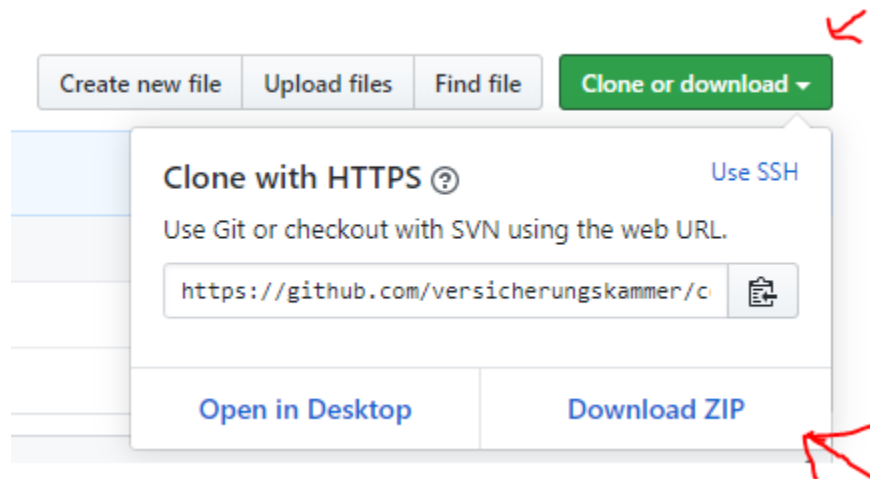 Create new file Upload files Find file Clone or download
Clone with HTTPS Use SSH
Use Git or checkout with SVN using the web URL.
https://github.com/versicherungskammer/c
Open in Desktop Download ZIP